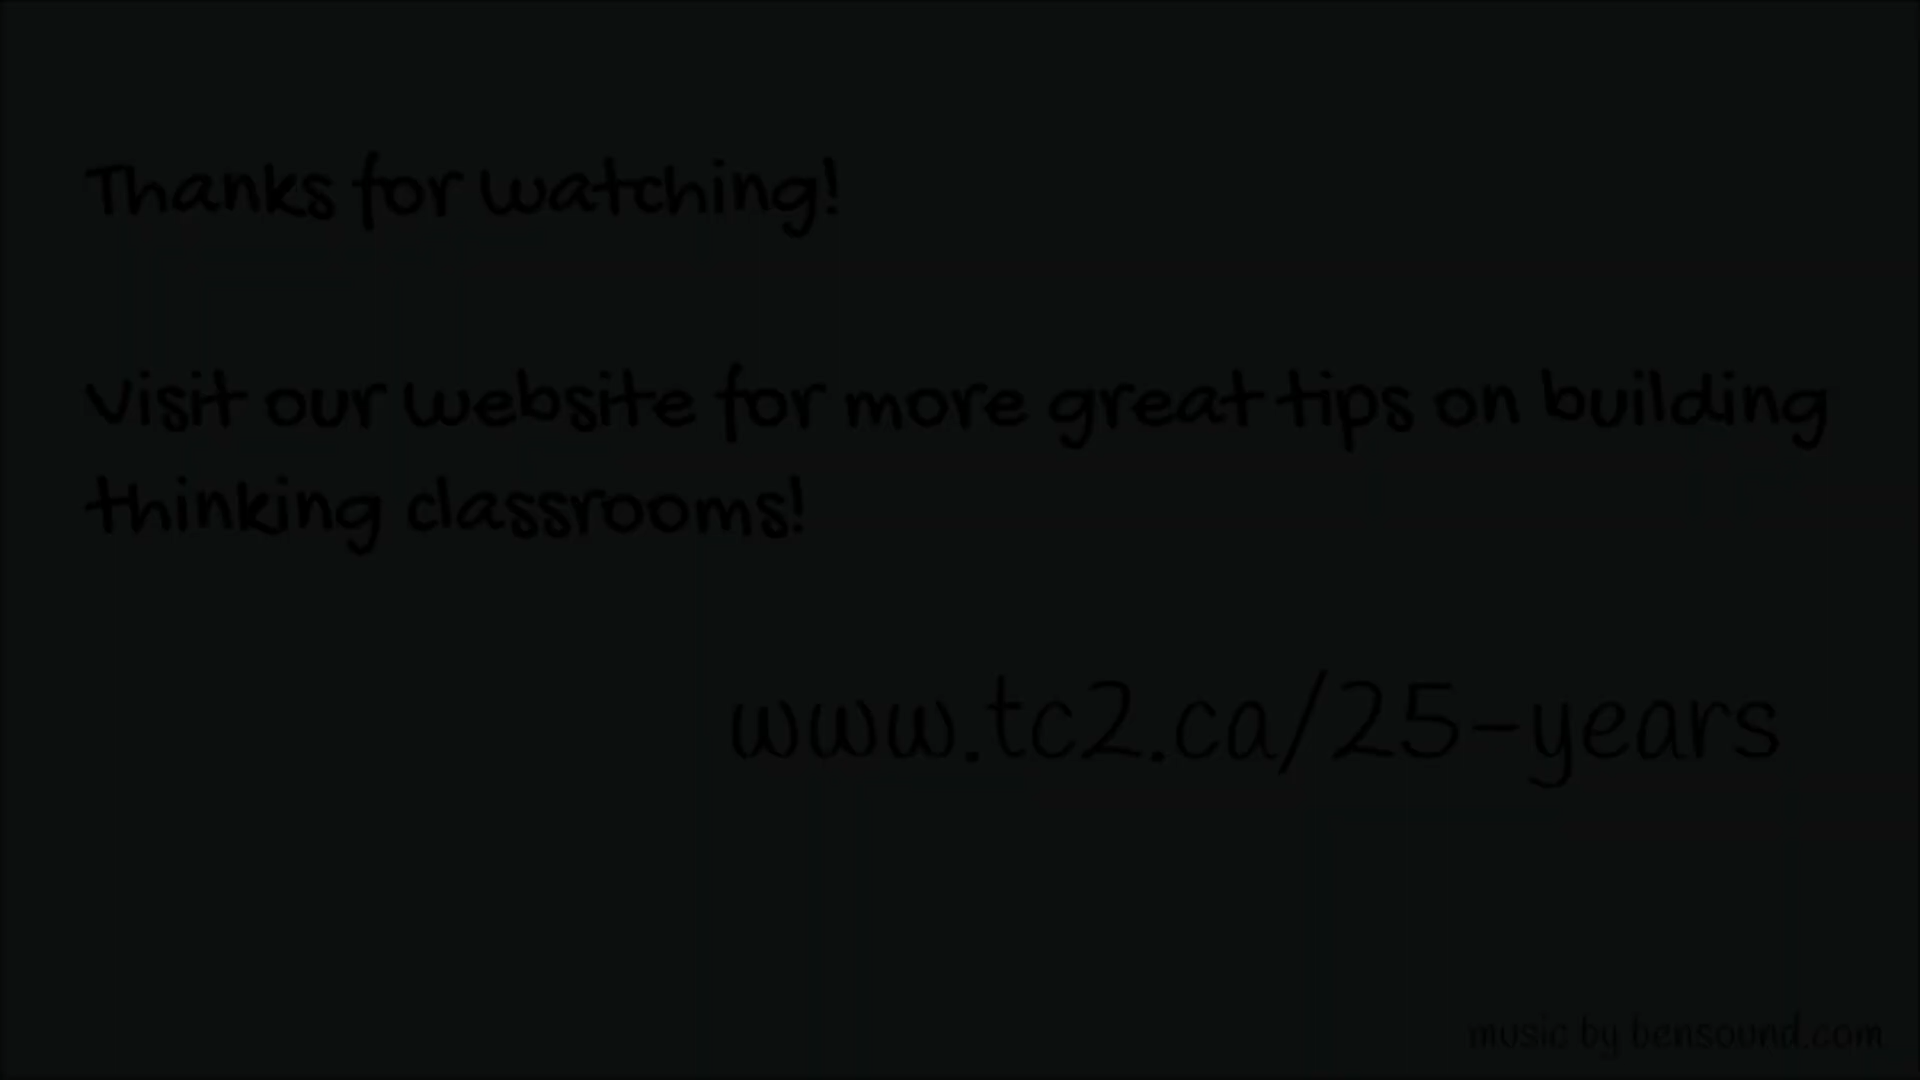 Thanks for watching!
Visit our website for more great tips on building
thinking classrooms!
www.tc2.ca/25-years
music by bensound.com